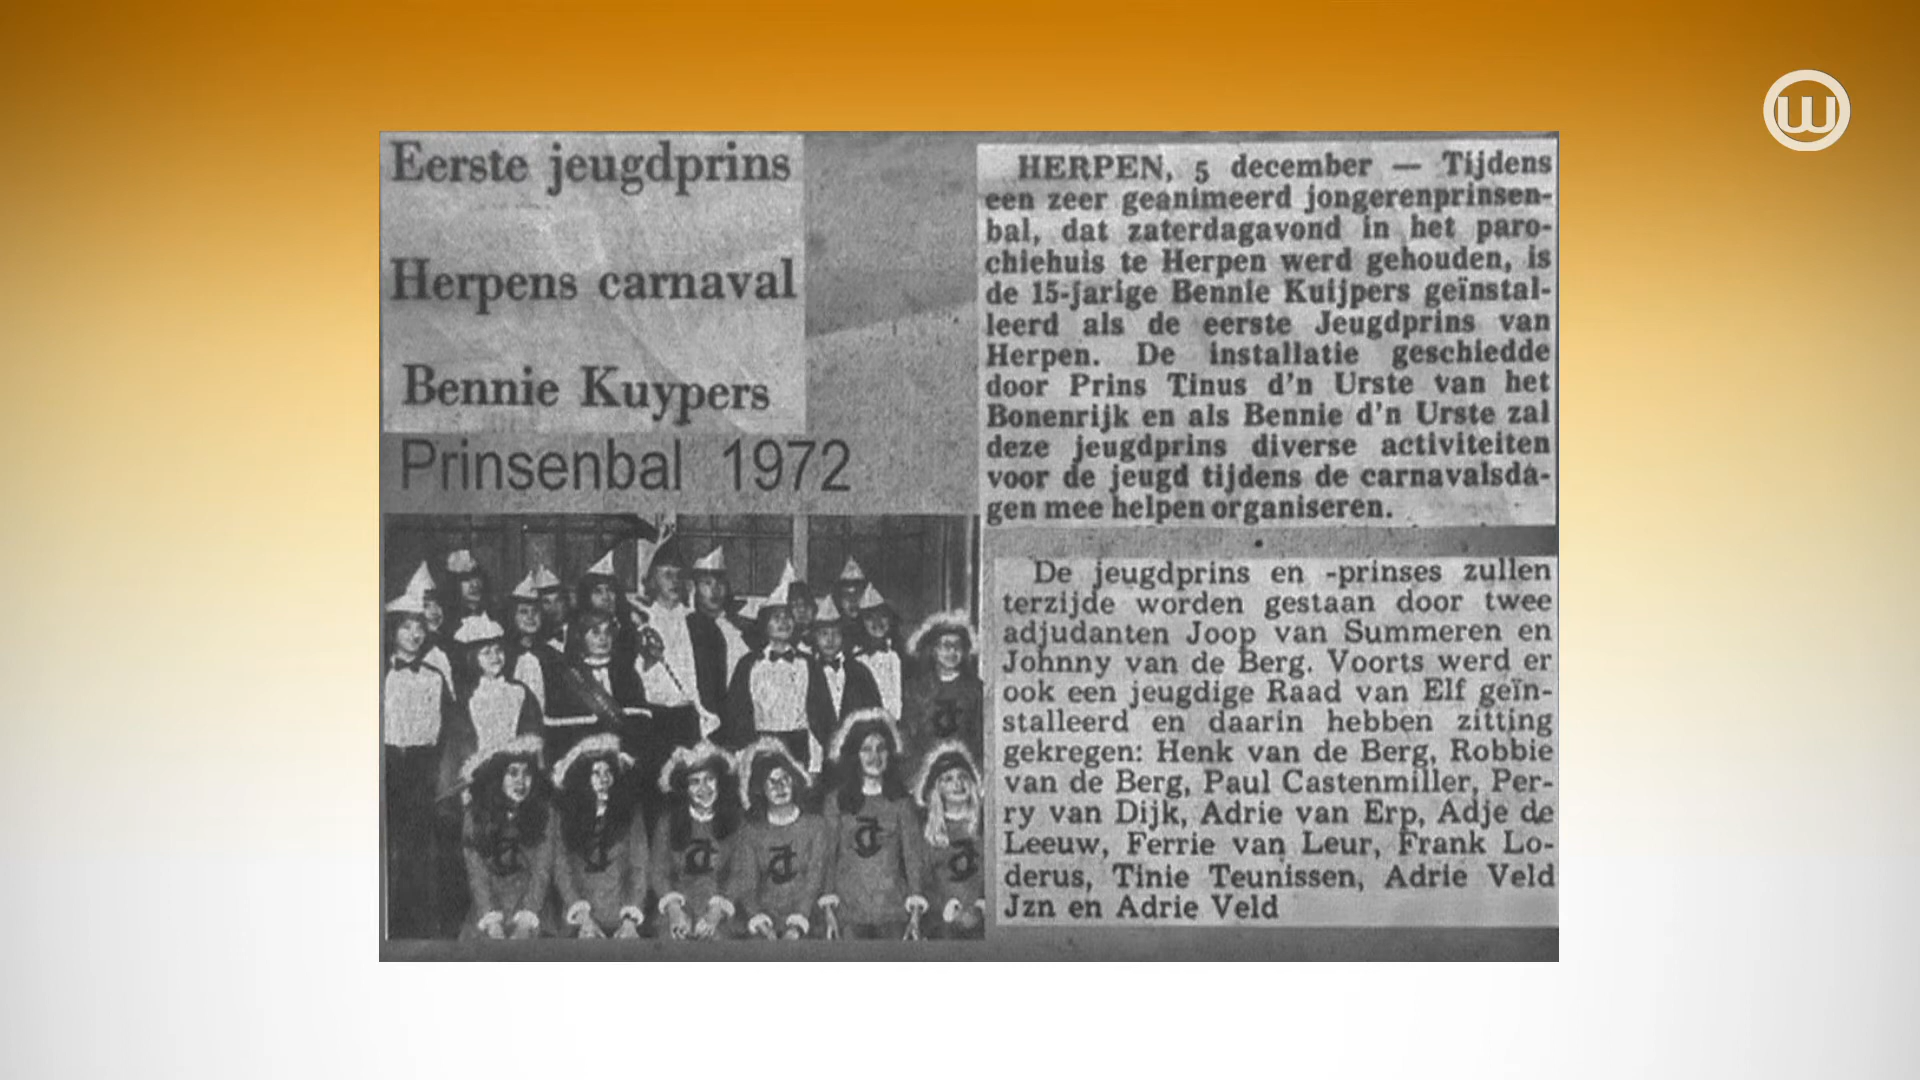 Eerste jeugdprins
Herpens carnaval
Bennie Kuypers
Prinsenbal 1972
HERPEN, 5 december — Tijdens
een zeer geanimeerd jongerenprinsen-
bal, dat zaterdagavond in het paro-
chiehuis te Herpen werd gehouden, is
de 15-jarige Bennie Kuijpers geïnstal-
leerd als de eerste Jeugdprins van
Herpen. De installatie geschiedde
door Prins Tinus d'n Urste van het
Bonenrijk en als Bennie d'n Urste zal
deze jeugdprins diverse activiteiten
voor de jeugd tijdens de carnavalsda-
gen mee helpen organiseren.
De jeugdprins en -prinses zullen
terzijde worden gestaan door twee
adjudanten Joop van Summeren en
Johnny van de Berg. Voorts werd er
ook een jeugdige Raad van Elf geïn-
stalleerd en daarin hebben zitting
gekregen: Henk van de Berg, Robbie
van de Berg, Paul Castenmiller, Per-
ry van Dijk, Adrie van Erp, Adje de
Leeuw, Ferrie van Leur, Frank Lo-
derus, Tinie Teunissen, Adrie Veld
Jzn en Adrie Veld
W